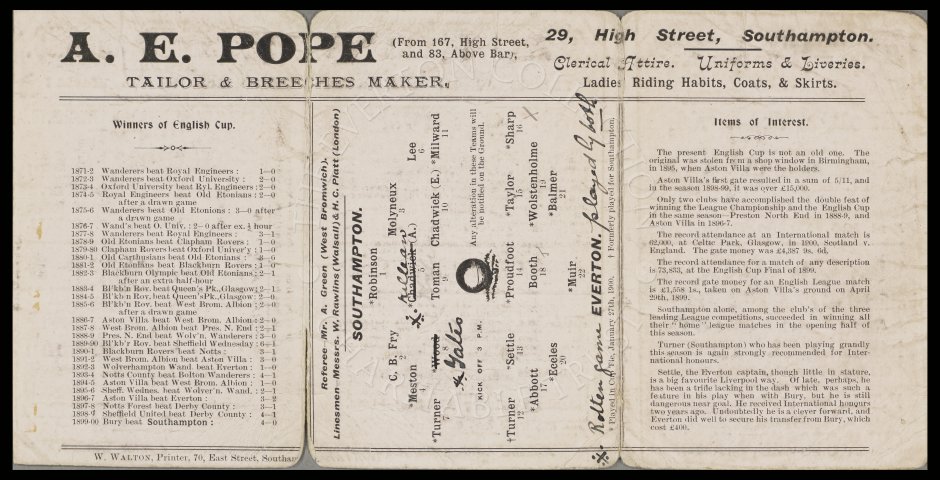 A. E. POPE
(From 167, High Street,
and 83, Above Bar),
29, High Street, Southampton.
Clerical Attire. Uniforms & Liveries.
TAILOR & BREECHES MAKER,
Ladies Riding Habits, Coats, & Skirts.
Winners of English Cup.
1871-2 Wanderers beat Royal Engineers : 1—0
1872-3 Wanderers beat Oxford University : 2—0
1873-4 Oxford University beat Ryl. Engineers : 2—0
1874-5 Royal Engineers beat Old Etonians : 2—0
after a drawn game
1875-6 Wanderers beat Old Etonians : 3—0 after
a drawn game
1876-7 Wand's beat O. Univ. : 2—0 after ex. ½ hour
1877-8 Wanderers beat Royal Engineers : 3—1
1878-9 Old Etonians beat Clapham Rovers : 1—0
1879-80 Clapham Rovers beat Oxford Univer'y : 1—0
1880-1 Old Carthusians beat Old Etonians : 3—0
1881-2 Old Etonians beat Blackburn Rovers : 1—0
1882-3 Blackburn Olympic beat Old Etonians : 2—1
after an extra half-hour
1883-4 Bl'kb'n Rov. beat Queen's Pk., Glasgow : 2—1
1884-5 Bl'kb'n Rov. beat Queen's Pk., Glasgow : 2—0
1885-6 Bl'kb'n Rov. beat West Brom. Albion : 2—0
after a drawn game
1886-7 Aston Villa beat West Brom. Albion : 2—0
1887-8 West Brom. Albion beat Pres. N. End : 2—1
1888-9 Pres. N. End beat Wolv'n. Wanderers : 3—0
1889-90 Bl'kb'n Rov. beat Sheffield Wednesday : 6—1
1890-1 Blackburn Rovers beat Notts : 3—1
1891-2 West Brom. Albion beat Aston Villa : 3—0
1892-3 Wolverhampton Wand. beat Everton : 1—0
1893-4 Notts County beat Bolton Wanderers : 4—1
1894-5 Aston Villa beat West Brom. Albion : 1—0
1895-6 Sheff. Wednes. beat Wolver'n. Wand. : 2—1
1896-7 Aston Villa beat Everton : 3—2
1897-8 Notts Forest beat Derby County : 3—1
1898-9 Sheffield United beat Derby County : 4—1
1899-00 Bury beat Southampton : 4—0
W. WALTON, Printer, 70, East Street, Southam
Referee—Mr. A. Green (West Bromwich).
Linesmen—Messrs. W. Rawlins (Walsall) & H. C. Platt (London)
SOUTHAMPTON.
*Robinson
1
C. B. Fry Molyneux
2 3
Killean
*Meston *Chadwick (A.) Lee
4 5 6
*Turner *Wood Toman Chadwick (E.) *Milward
7 8 9 10 11
* Yates
KICK OFF 3 P.M.
Any alteration in these Teams will
be notified on the Ground.
†Turner *Settle *Proudfoot *Taylor *Sharp
12 13 14 15 16
*Abbott Booth *Wolstenholme
17 18 19
*Eccles *Balmer
20 21
*Muir
22
EVERTON.
* Rotten game played by both
* Played in Cup Tie, January 27th, 1900. † Formerly played for Southampton.
Items of Interest.
The present English Cup is not an old one. The
original was stolen from a shop window in Birmingham,
in 1895, when Aston Villa were the holders.
Aston Villa's first gate resulted in a sum of 5/11, and
in the season 1898-99, it was over £15,000.
Only two clubs have accomplished the double feat of
winning the League Championship and the English Cup
in the same season—Preston North End in 1888-9, and
Aston Villa in 1896-7.
The record attendance at an International match is
62,000, at Celtic Park, Glasgow, in 1900, Scotland v.
England. The gate money was £4,387 9s. 6d.
The record attendance for a match of any description
is 73,833, at the English Cup Final of 1899.
The record gate money for an English League match
is £1,558 1s., taken on Aston Villa's ground on April
29th, 1899.
Southampton alone, among the clubs of the three
leading League competitions, succeeded in winning all
their "home" league matches in the opening half of
this season.
Turner (Southampton) who has been playing grandly
this season is again strongly recommended for Inter-
national honours.
Settle, the Everton captain, though little in stature,
is a big favourite Liverpool way. Of late, perhaps, he
has been a trifle lacking in the dash which was such a
feature in his play when with Bury, but he is still
dangerous near goal. He received International honours
two years ago. Undoubtedly he is a clever forward, and
Everton did well to secure his transfer from Bury, which
cost £400.